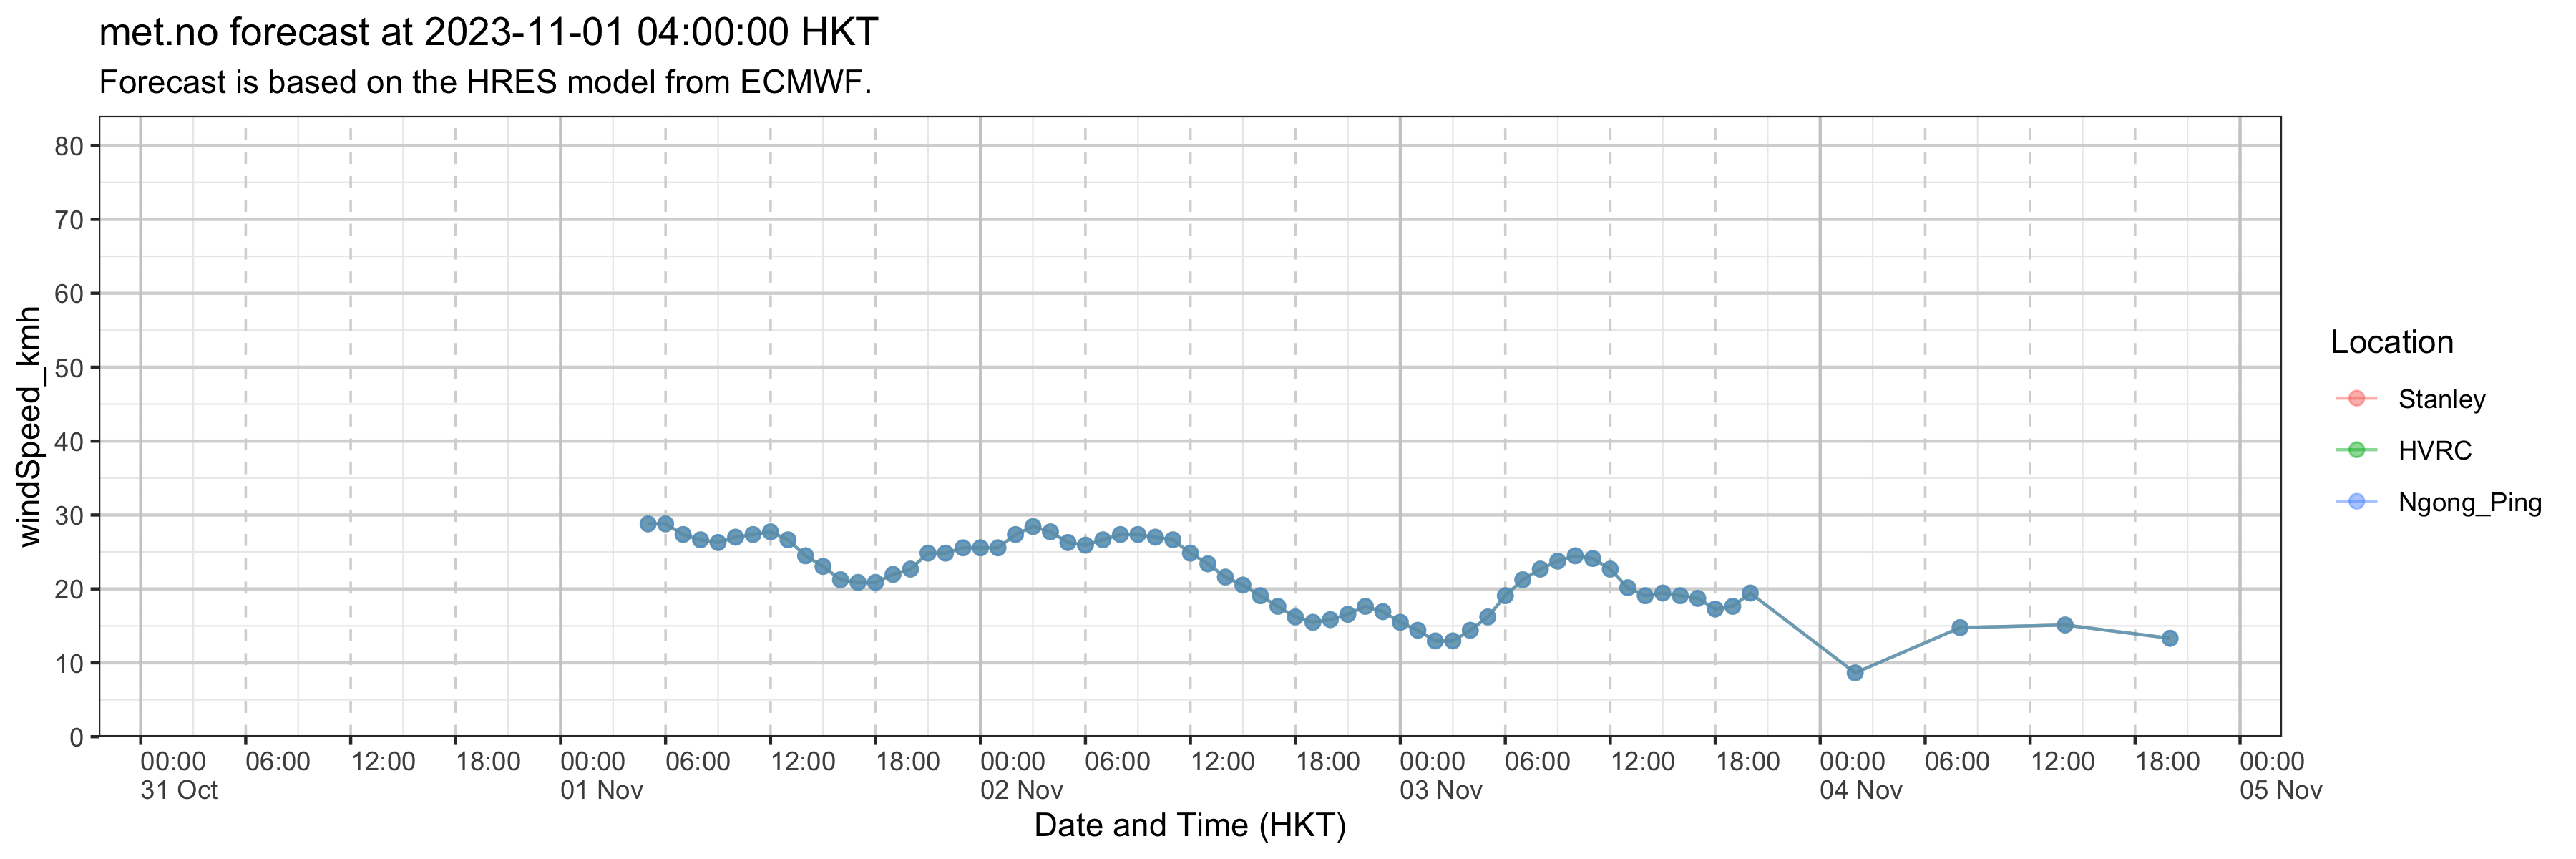 met.no forecast at 2023-11-01 04:00:00 HKT
Forecast is based on the HRES model from ECMWF.
80
70
60
50
40
30
20
10
0
windSpeed_kmh
00:00 06:00 12:00 18:00 00:00 06:00 12:00 18:00 00:00 06:00 12:00 18:00 00:00 06:00 12:00 18:00 00:00 06:00 12:00 18:00 00:00
31 Oct 01 Nov 02 Nov 03 Nov 04 Nov 05 Nov
Date and Time (HKT)
Location
Stanley
HVRC
Ngong_Ping